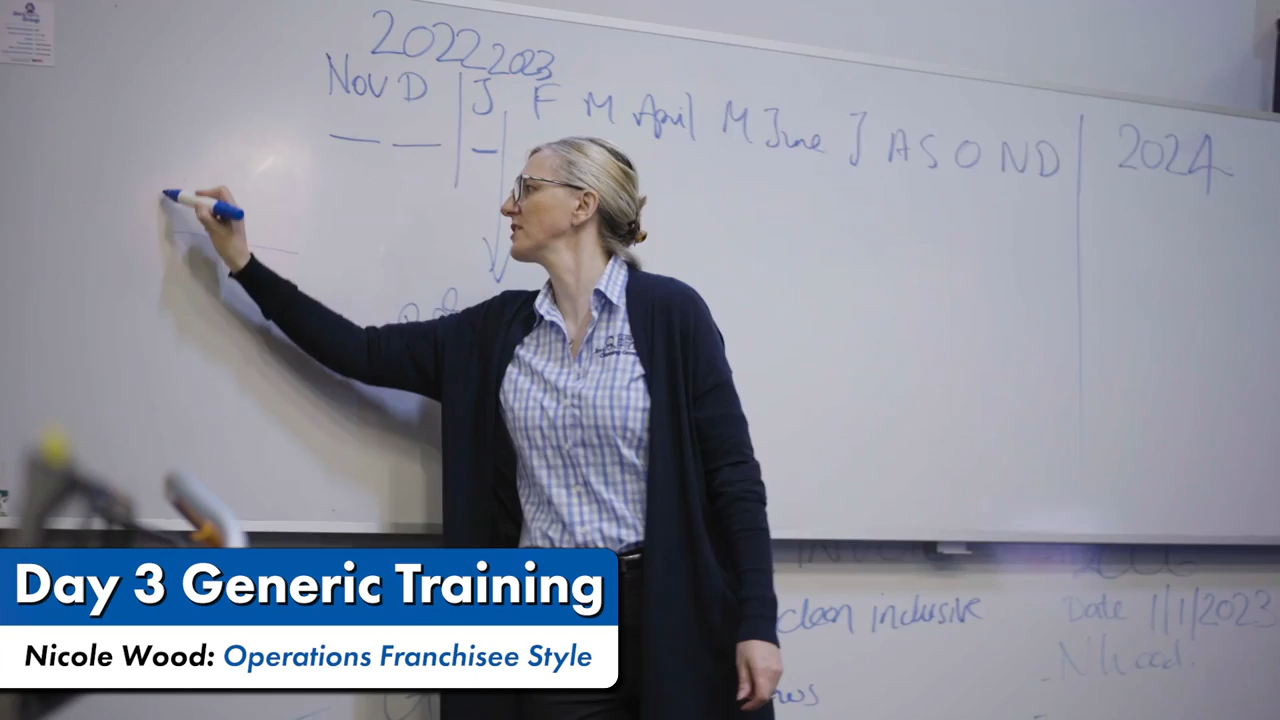 2022 2023
Nov D J F M April M June J A S O N D 2024
clean inclusive Date 1/1/2023
Day 3 Generic Training
Nicole Wood: Operations Franchisee Style